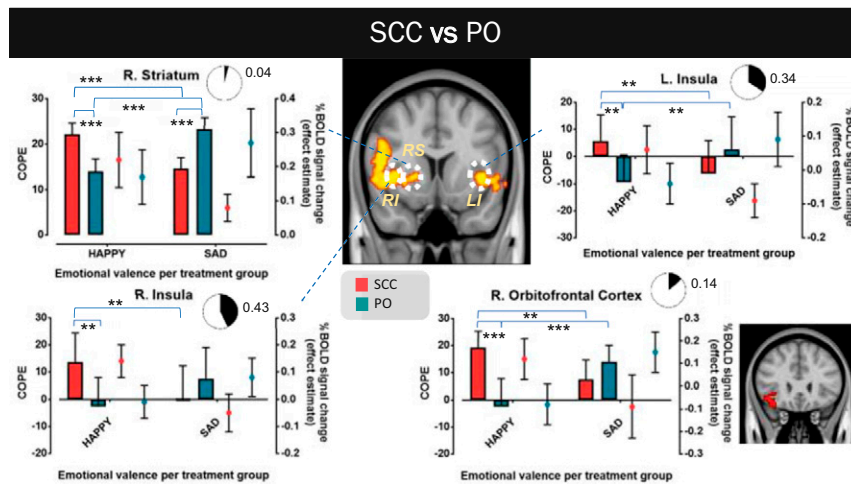 SCC vs PO
R. Striatum
0.04
***
***
***
***
30
20
10
0
COPE
0.4
0.3
0.2
0.1
0.0
%BOLD signal change
(effect estimate)
HAPPY
SAD
Emotional valence per treatment group
RS
RI
LI
L. Insula
0.34
**
**
**
20
10
0
-10
-20
-30
COPE
0.2
0.1
0.0
-0.1
-0.2
%BOLD signal change
(effect estimate)
HAPPY
SAD
Emotional valence per treatment group
SCC
PO
R. Insula
0.43
**
**
30
20
10
0
-10
-20
COPE
0.3
0.2
0.1
0.0
-0.1
-0.2
%BOLD signal change
(effect estimate)
HAPPY
SAD
Emotional valence per treatment group
R. Orbitofrontal Cortex
0.14
**
***
***
30
20
10
0
-10
-20
COPE
0.3
0.2
0.1
0.0
-0.1
-0.2
-0.3
%BOLD signal change
(effect estimate)
HAPPY
SAD
Emotional valence per treatment group